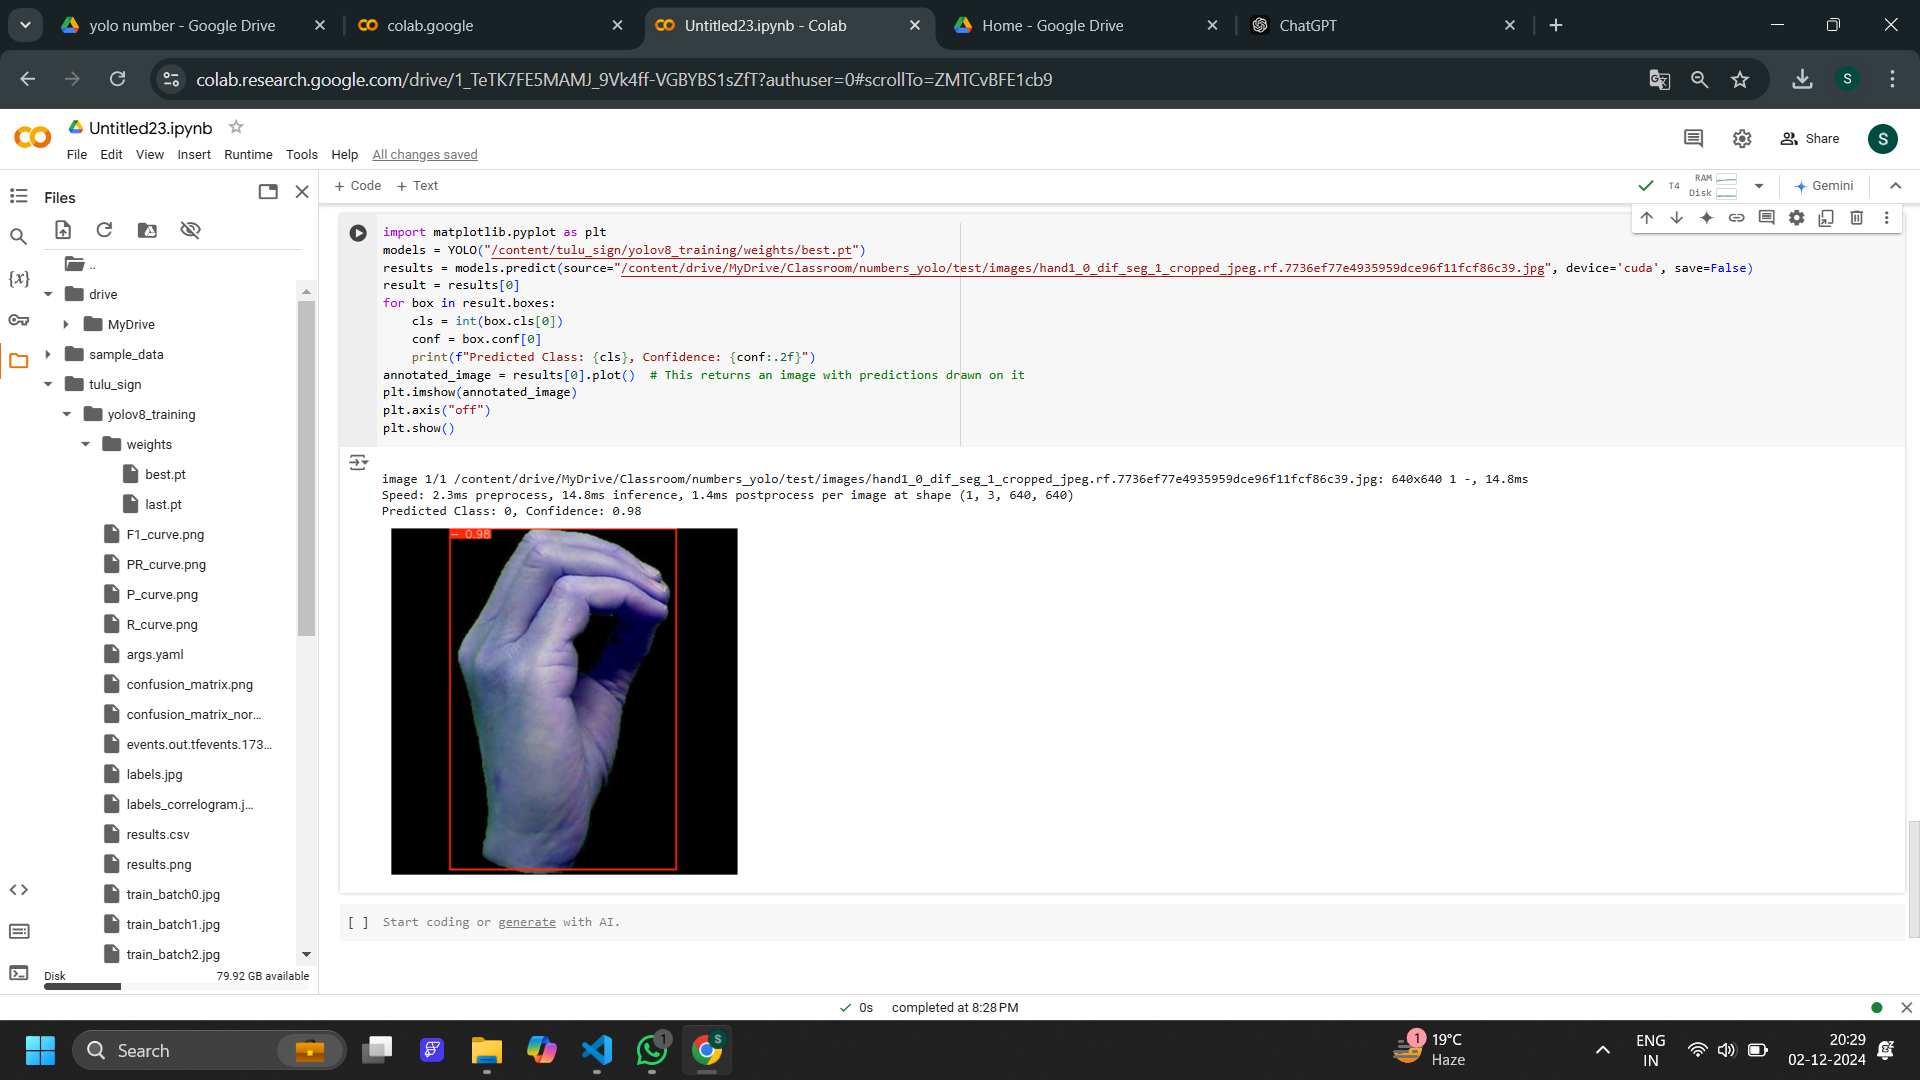 yolo number - Google Drive
colab.google
Untitled23.ipynb - Colab
Home - Google Drive
ChatGPT
colab.research.google.com/drive/1_TeTK7FE5MAMJ_9Vk4ff-VGBYBS1sZfT?authuser=0#scrollTo=ZMTCvBFE1cb9
S
Untitled23.ipynb
File Edit View Insert Runtime Tools Help All changes saved
Share
S
Files
+ Code + Text
T4
RAM
Disk
Gemini
..
drive
MyDrive
sample_data
tulu_sign
yolov8_training
weights
best.pt
last.pt
F1_curve.png
PR_curve.png
P_curve.png
R_curve.png
args.yaml
confusion_matrix.png
confusion_matrix_nor...
events.out.tfevents.173...
labels.jpg
labels_correlogram.j...
results.csv
results.png
train_batch0.jpg
train_batch1.jpg
train_batch2.jpg
Disk 79.92 GB available
{x}
import matplotlib.pyplot as plt
models = YOLO("/content/tulu_sign/yolov8_training/weights/best.pt")
results = models.predict(source="/content/drive/MyDrive/Classroom/numbers_yolo/test/images/hand1_0_dif_seg_1_cropped_jpeg.rf.7736ef77e4935959dce96f11fcf86c39.jpg", device='cuda', save=False)
result = results[0]
for box in result.boxes:
    cls = int(box.cls[0])
    conf = box.conf[0]
    print(f"Predicted Class: {cls}, Confidence: {conf:.2f}")
annotated_image = results[0].plot()  # This returns an image with predictions drawn on it
plt.imshow(annotated_image)
plt.axis("off")
plt.show()
image 1/1 /content/drive/MyDrive/Classroom/numbers_yolo/test/images/hand1_0_dif_seg_1_cropped_jpeg.rf.7736ef77e4935959dce96f11fcf86c39.jpg: 640x640 1 -, 14.8ms
Speed: 2.3ms preprocess, 14.8ms inference, 1.4ms postprocess per image at shape (1, 3, 640, 640)
Predicted Class: 0, Confidence: 0.98
- 0.98
[ ] Start coding or generate with AI.
0s completed at 8:28 PM
Search
1
S
1
19°C
Haze
ENG
IN
20:29
02-12-2024